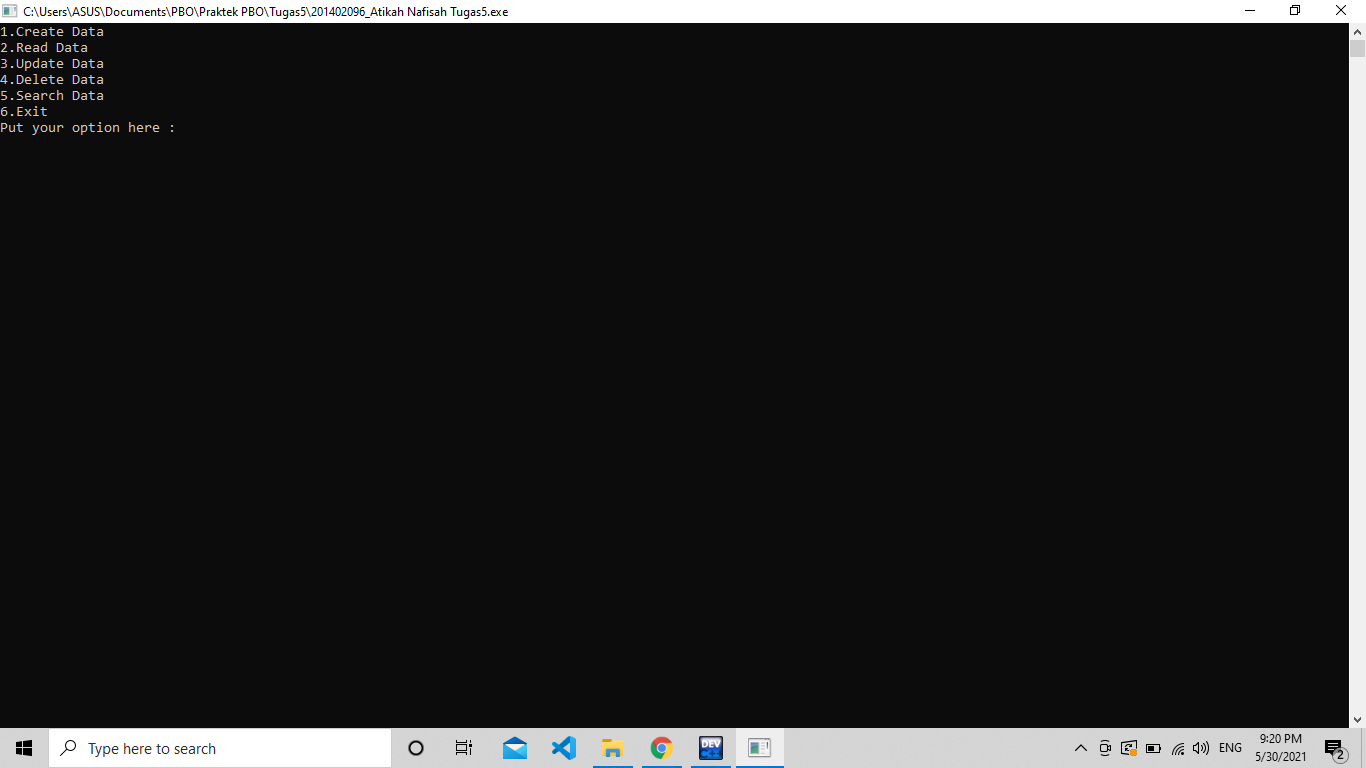 C:\Users\ASUS\Documents\PBO\Praktek PBO\Tugas5\201402096_Atikah Nafisah Tugas5.exe
1.Create Data
2.Read Data
3.Update Data
4.Delete Data
5.Search Data
6.Exit
Put your option here :
Type here to search
DEV
ENG
9:20 PM
5/30/2021
2